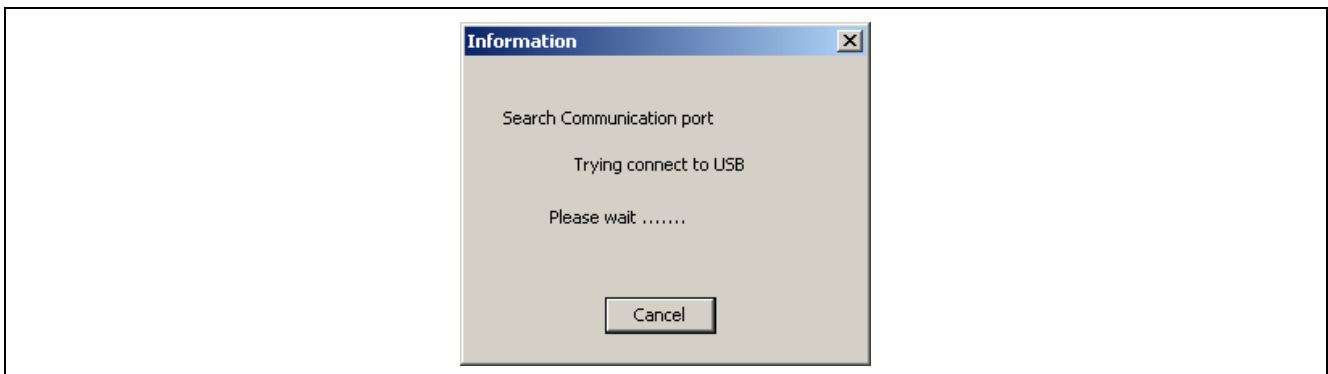 Information
Search Communication port
Trying connect to USB
Please wait .......
Cancel